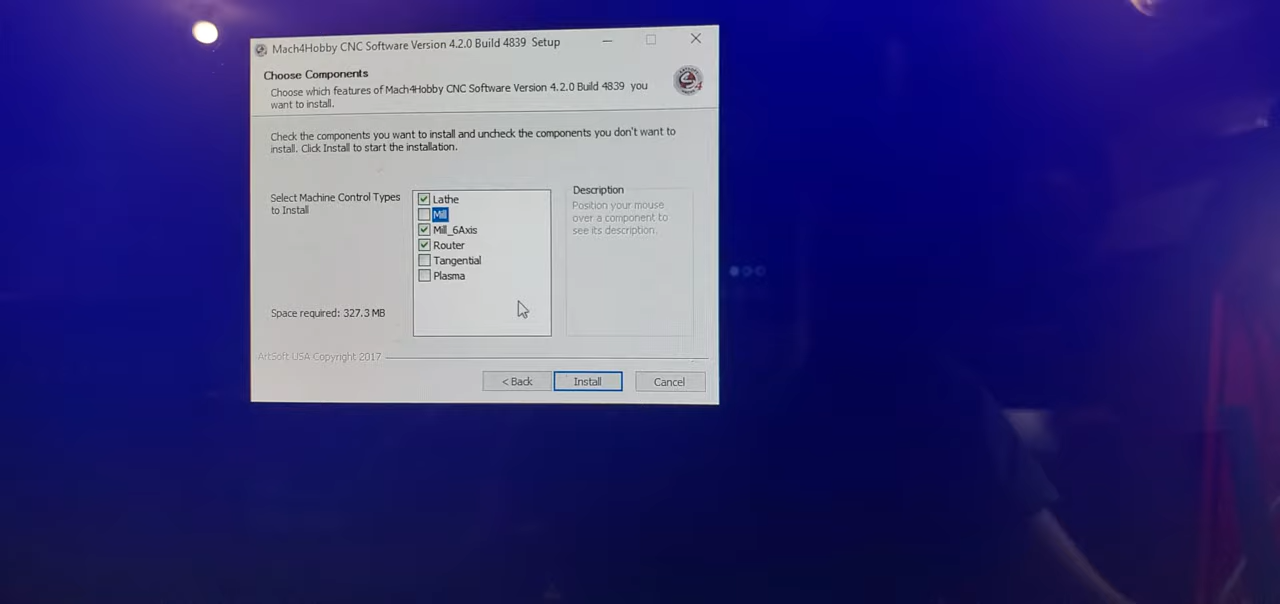 Mach4Hobby CNC Software Version 4.2.0 Build 4839 Setup
Choose Components
Choose which features of Mach4Hobby CNC Software Version 4.2.0 Build 4839 you
want to install.
Check the components you want to install and uncheck the components you don't want to
install. Click Install to start the installation.
Select Machine Control Types
to Install
Lathe
Mill
Mill_6Axis
Router
Tangential
Plasma
Description
Position your mouse
over a component to
see its description.
Space required: 327.3 MB
ArtSoft USA Copyright 2017
< Back
Install
Cancel